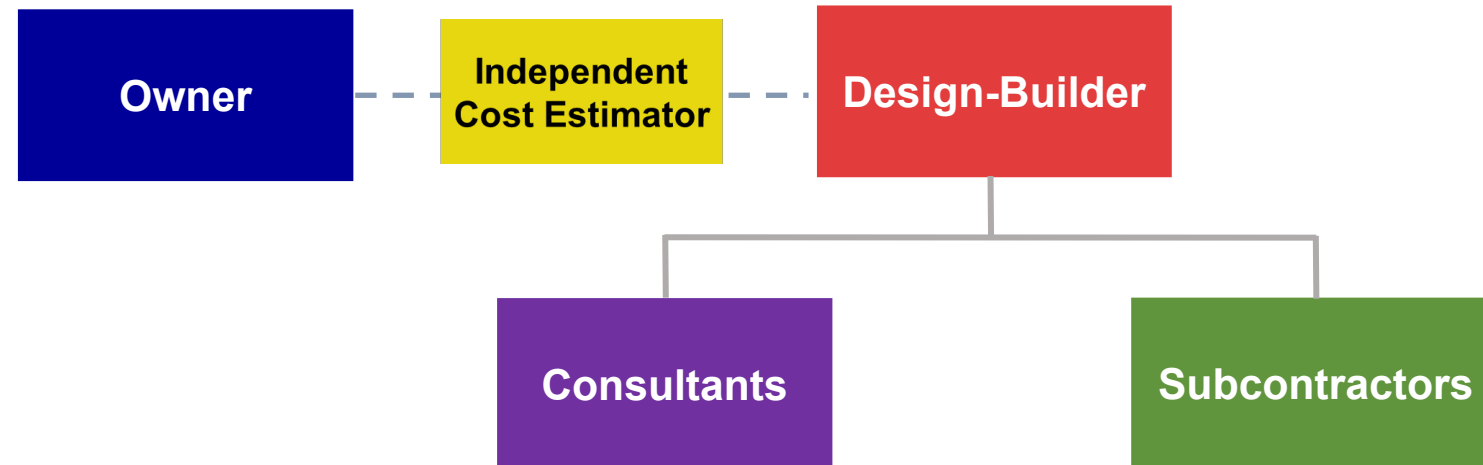 Owner
Independent
Cost Estimator
Design-Builder
Consultants
Subcontractors